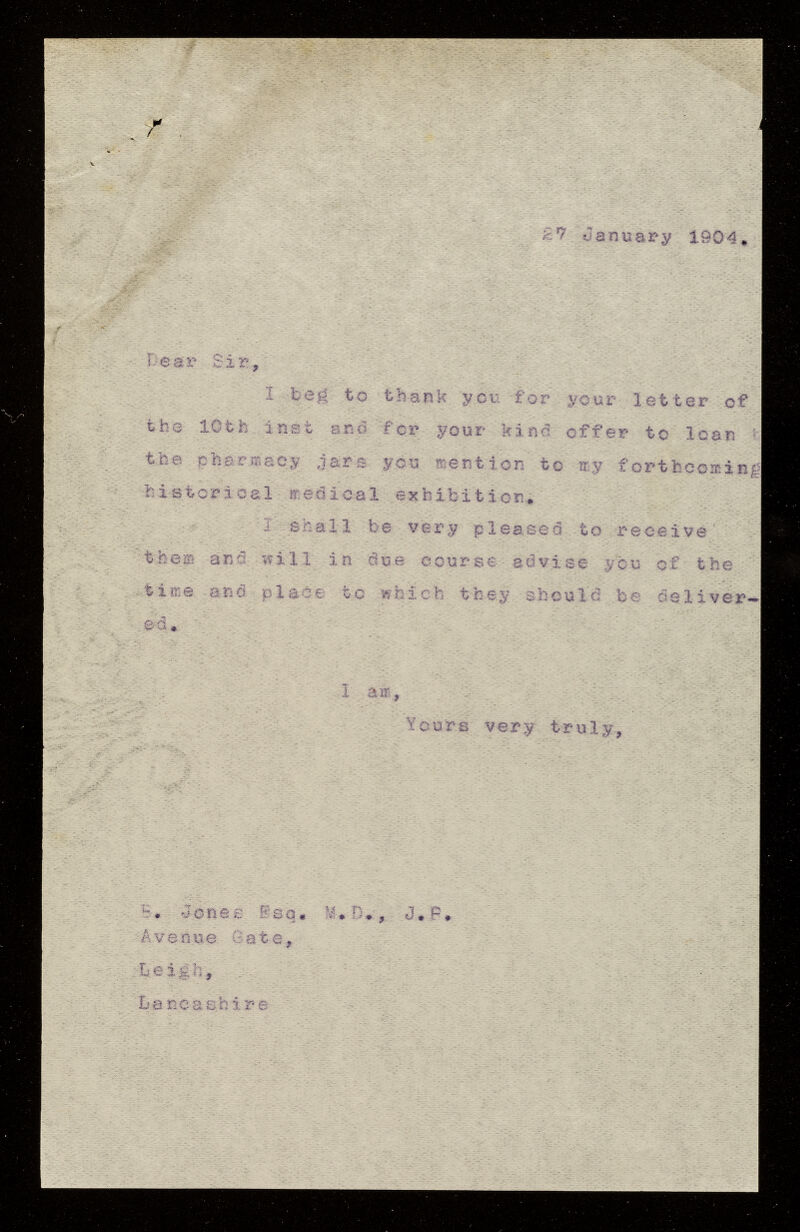 27 January 1904.
Dear Sir,
I beg to thank you for your letter of
the 10th inst and for your kind offer to loan
the pharmacy jars you mention to my forthcoming
historical medical exhibition.
I shall be very pleased to receive
them and will in due course advise you of the
time and place to which they should be deliver-
ed.
I am,
Yours very truly,
Jones Esq. M.D., J.P.
Avenue Gate,
Leigh,
Lancashire